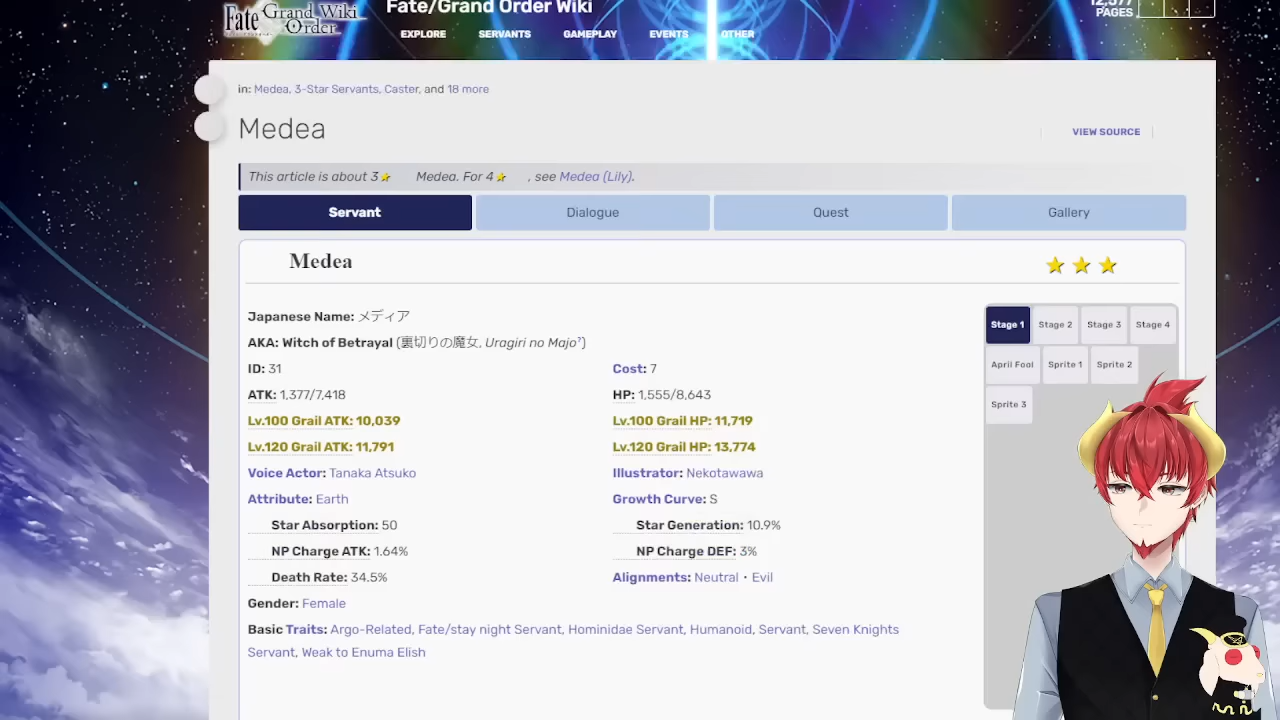 Fate Grand Order Wiki
Fate/Grand Order Wiki
12,577
PAGES
EXPLORE SERVANTS GAMEPLAY EVENTS OTHER
in: Medea, 3-Star Servants, Caster, and 18 more
Medea
VIEW SOURCE
This article is about 3★ Medea. For 4★ , see Medea (Lily).
Servant Dialogue Quest Gallery
Medea
Japanese Name: メディア
AKA: Witch of Betrayal (裏切りの魔女, Uragiri no Majo?)
ID: 31 Cost: 7
ATK: 1,377/7,418 HP: 1,555/8,643
Lv.100 Grail ATK: 10,039 Lv.100 Grail HP: 11,719
Lv.120 Grail ATK: 11,791 Lv.120 Grail HP: 13,774
Voice Actor: Tanaka Atsuko Illustrator: Nekotawawa
Attribute: Earth Growth Curve: S
Star Absorption: 50 Star Generation: 10.9%
NP Charge ATK: 1.64% NP Charge DEF: 3%
Death Rate: 34.5% Alignments: Neutral・Evil
Gender: Female
Basic Traits: Argo-Related, Fate/stay night Servant, Hominidae Servant, Humanoid, Servant, Seven Knights
Servant, Weak to Enuma Elish
Stage 1 Stage 2 Stage 3 Stage 4
April Fool Sprite 1 Sprite 2
Sprite 3